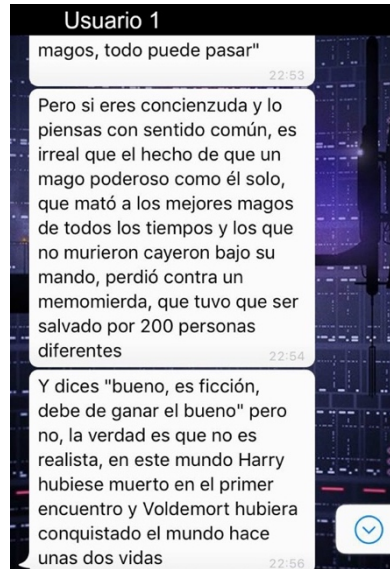 Usuario 1
magos, todo puede pasar"
22:53
Pero si eres concienzuda y lo
piensas con sentido común, es
irreal que el hecho de que un
mago poderoso como él solo,
que mató a los mejores magos
de todos los tiempos y los que
no murieron cayeron bajo su
mando, perdió contra un
memomierda, que tuvo que ser
salvado por 200 personas
diferentes
22:54
Y dices "bueno, es ficción,
debe de ganar el bueno" pero
no, la verdad es que no es
realista, en este mundo Harry
hubiese muerto en el primer
encuentro y Voldemort hubiera
conquistado el mundo hace
unas dos vidas
22:56